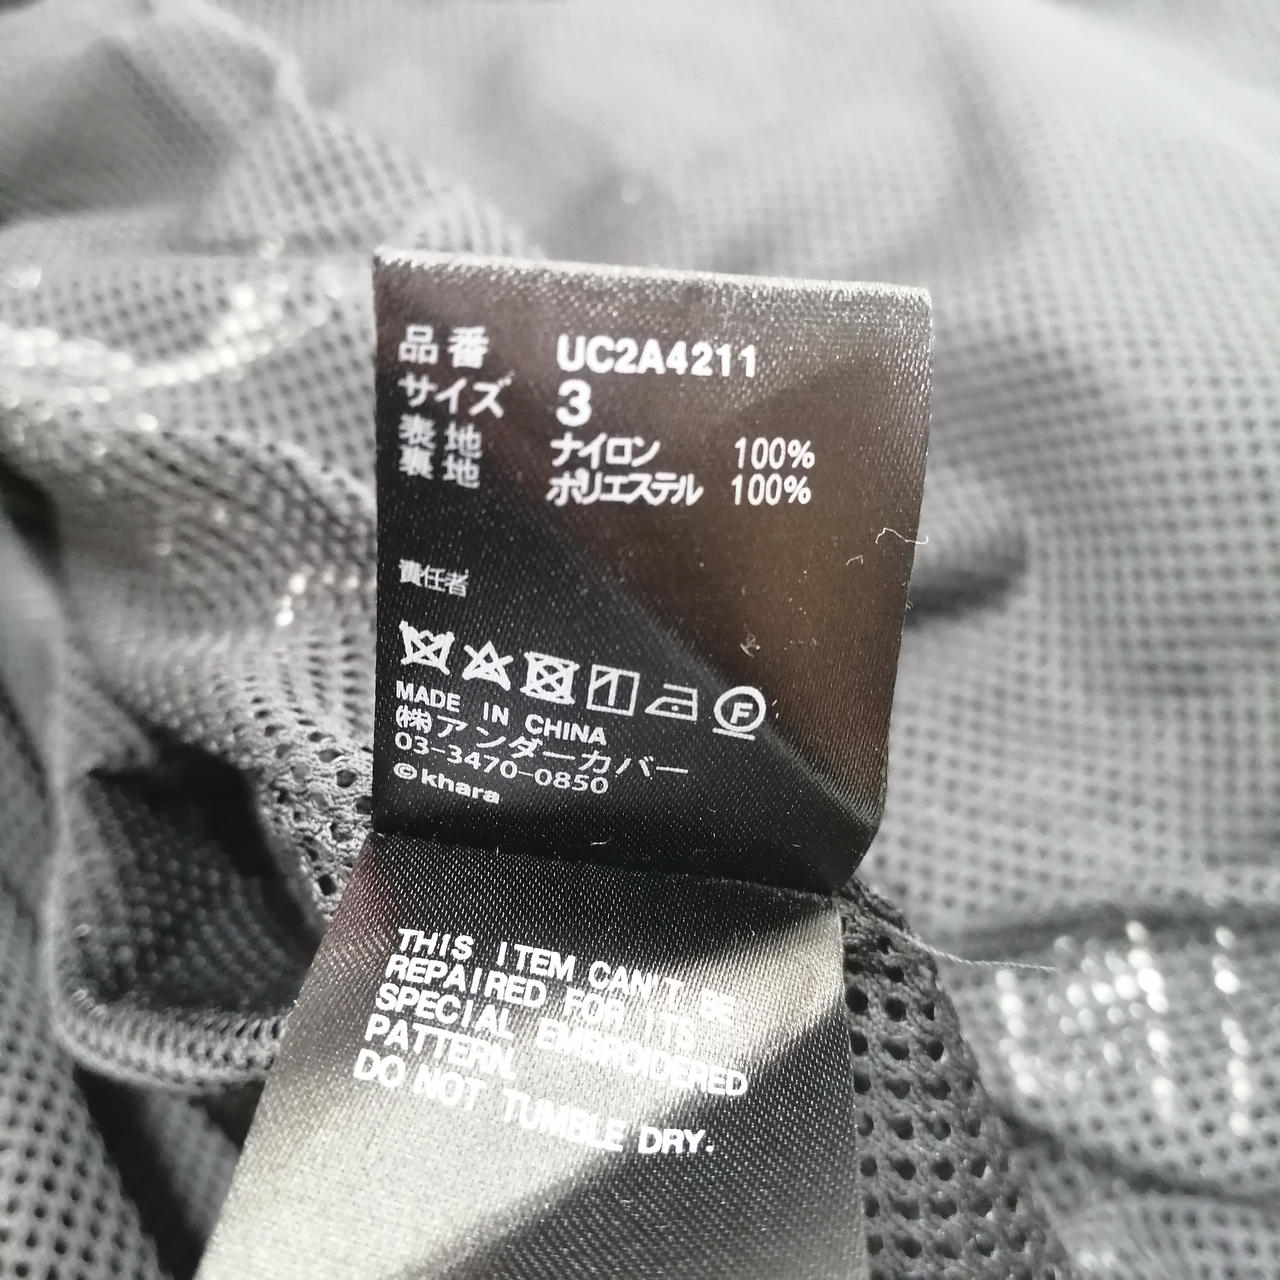 品番 UC2A4211
サイズ 3
表地 ナイロン 100%
裏地 ポリエステル 100%
責任者
F
MADE IN CHINA
(株)アンダーカバー
03-3470-0850
©khara
THIS ITEM CAN'T BE
REPAIRED FOR ITS
SPECIAL EMBROIDERED
PATTERN.
DO NOT TUMBLE DRY.